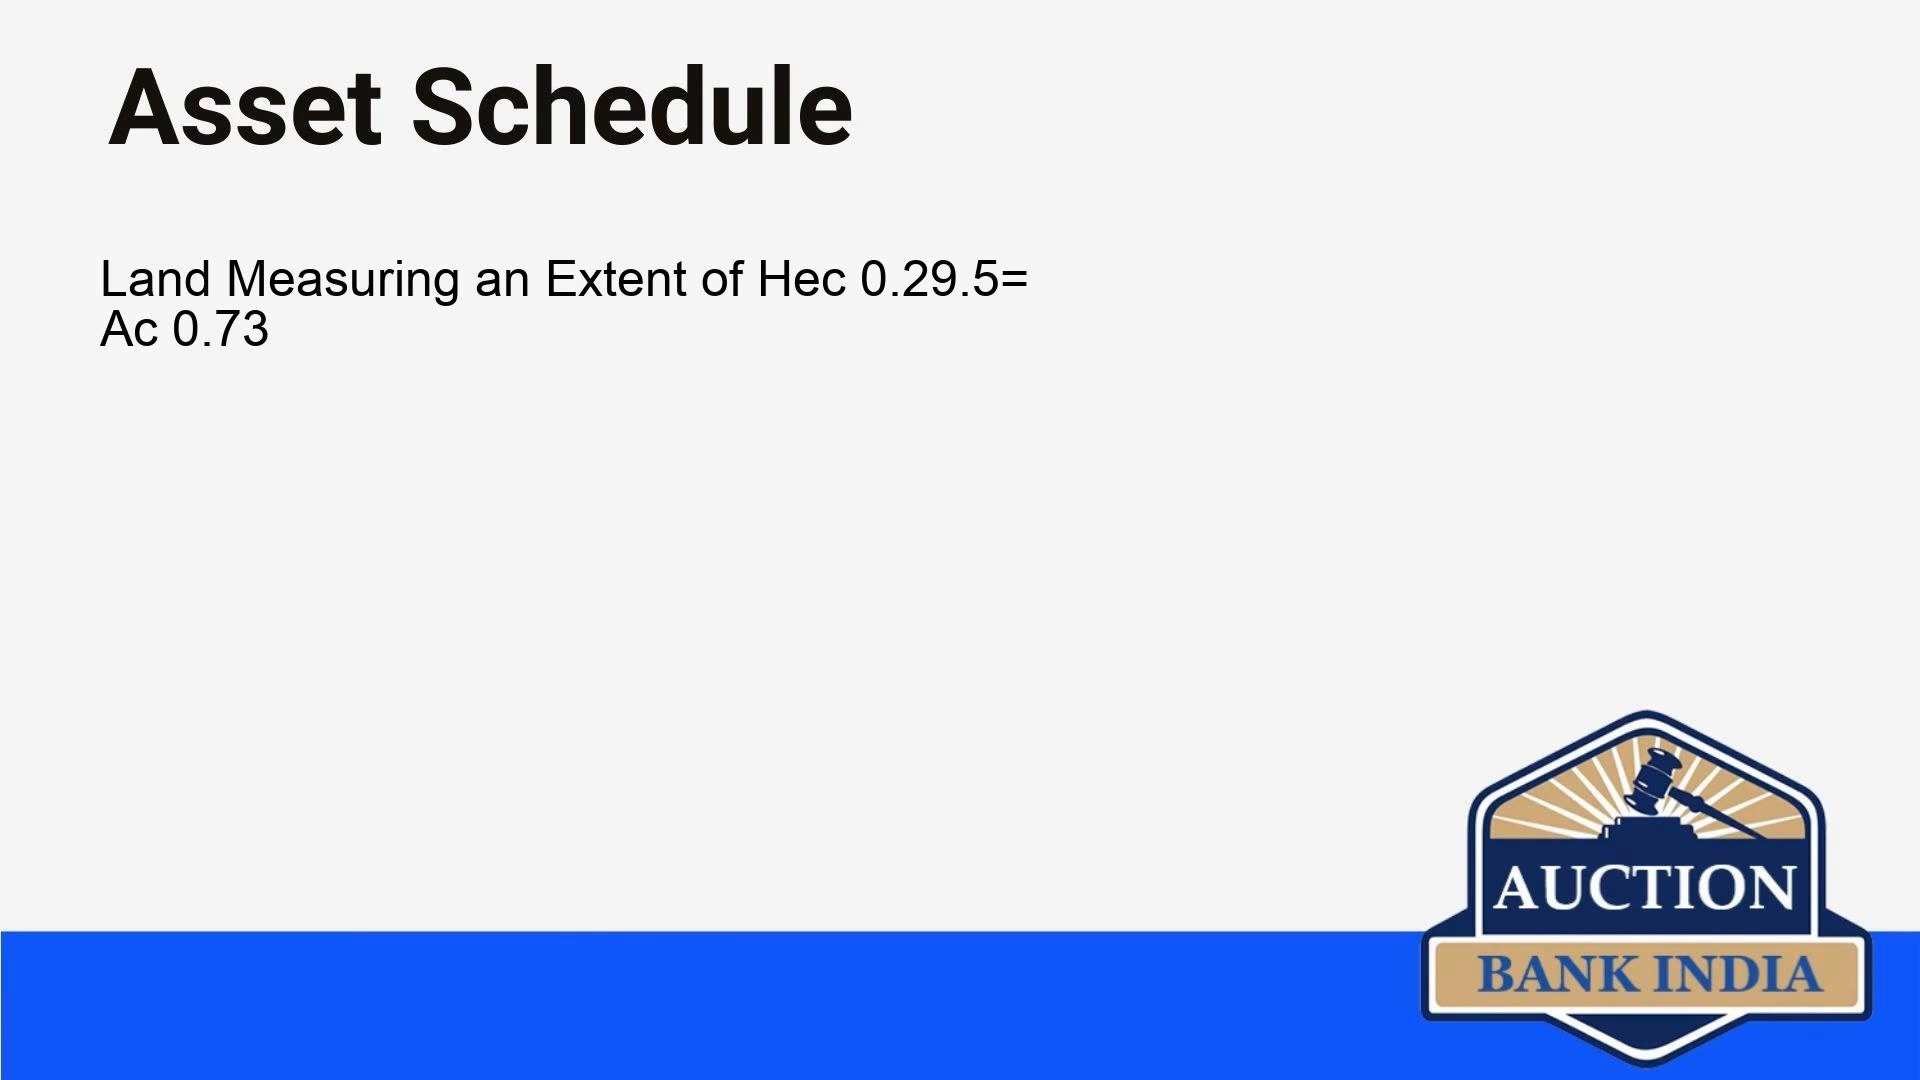 Asset Schedule
Land Measuring an Extent of Hec 0.29.5=
Ac 0.73
AUCTION
BANK INDIA